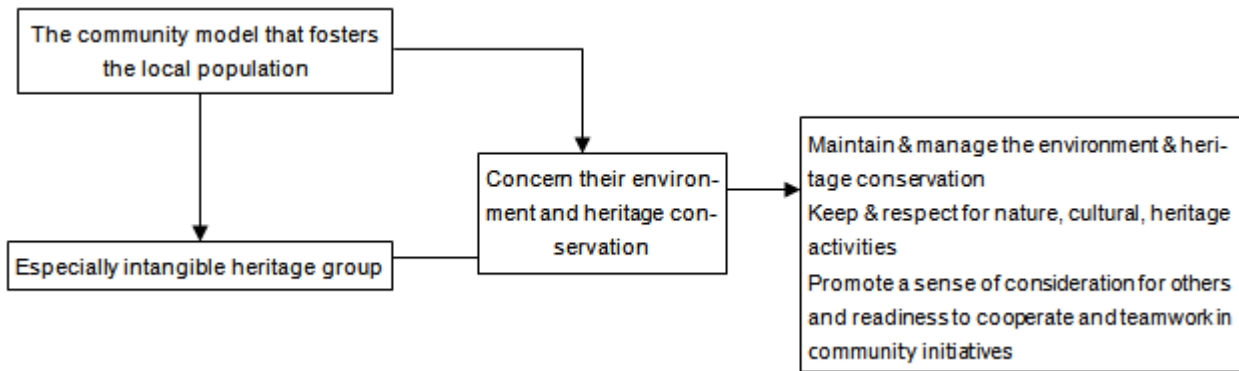 The community model that fosters
the local population
Especially intangible heritage group
Concern their environ-
ment and heritage con-
servation
Maintain & manage the environment & heri-
tage conservation
Keep & respect for nature, cultural, heritage
activities
Promote a sense of consideration for others
and readiness to cooperate and teamwork in
community initiatives